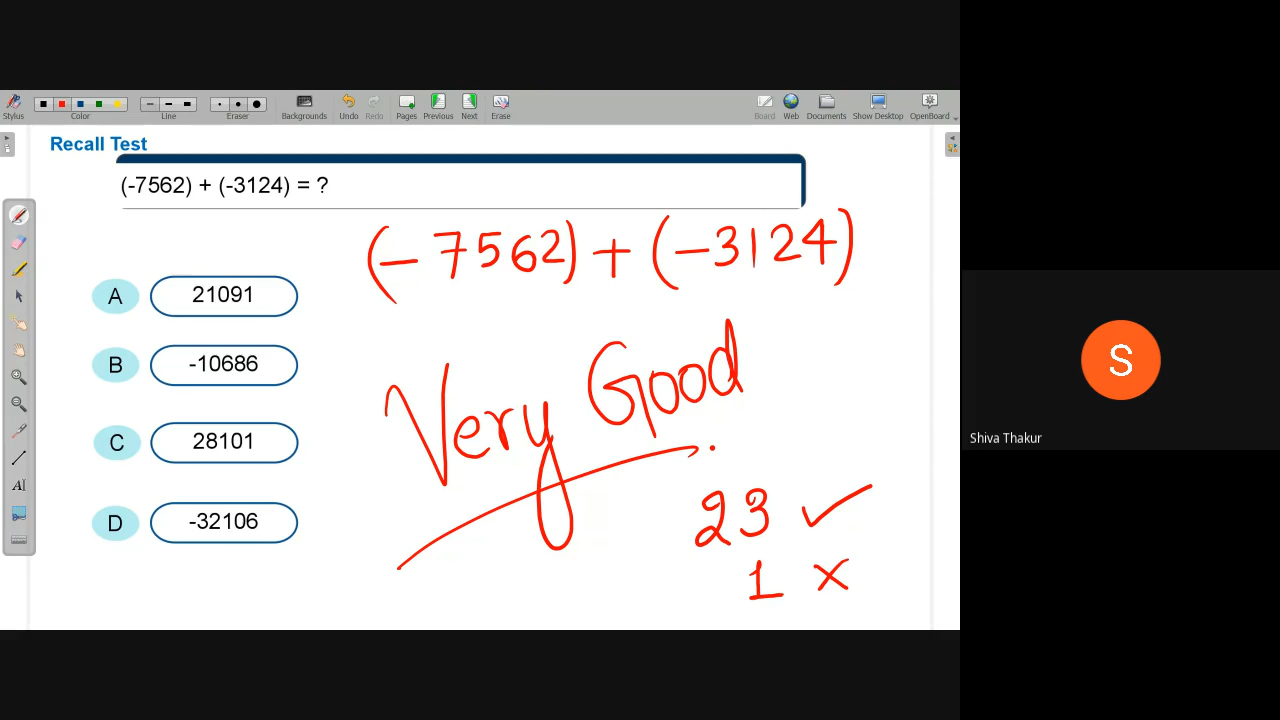 Stylus
Color
Line
Eraser
Backgrounds
Undo
Redo
Pages
Previous
Next
Erase
Board
Web
Documents
Show Desktop
OpenBoard
Recall Test
(-7562) + (-3124) = ?
(-7562) + (-3124)
A 21091
B -10686
C 28101
D -32106
Very Good.
23 ✓
1 ×
AI
S
Shiva Thakur